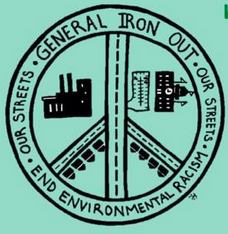 GENERAL IRON OUT
· OUR STREETS ·
END ENVIRONMENTAL RACISM
· OUR STREETS ·